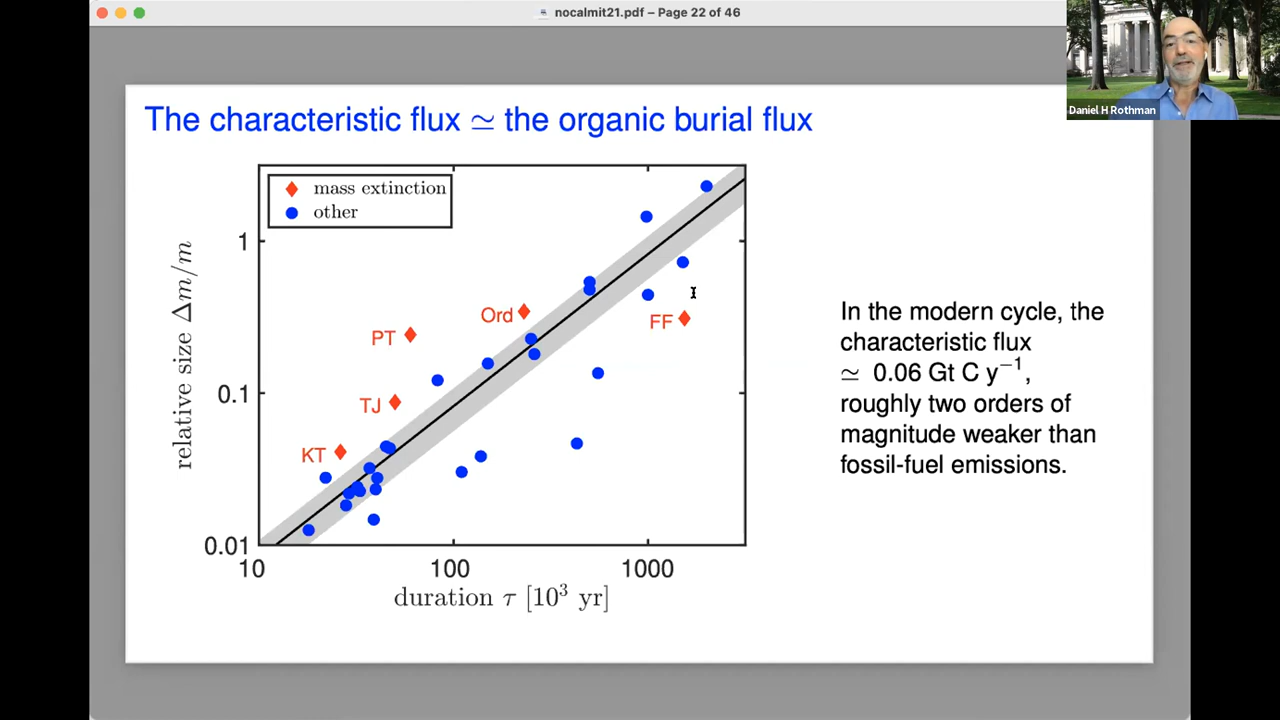 nocalmit21.pdf – Page 22 of 46
Daniel H Rothman
The characteristic flux ≃ the organic burial flux
mass extinction
other
relative size Δm/m
1
0.1
0.01
10
100
1000
duration τ [10³ yr]
Ord
PT
FF
TJ
KT
In the modern cycle, the
characteristic flux
≃ 0.06 Gt C y⁻¹,
roughly two orders of
magnitude weaker than
fossil-fuel emissions.